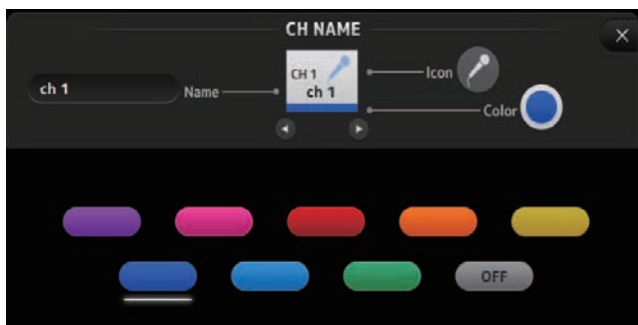 CH NAME
ch 1
Name
CH 1
ch 1
Icon
Color
OFF